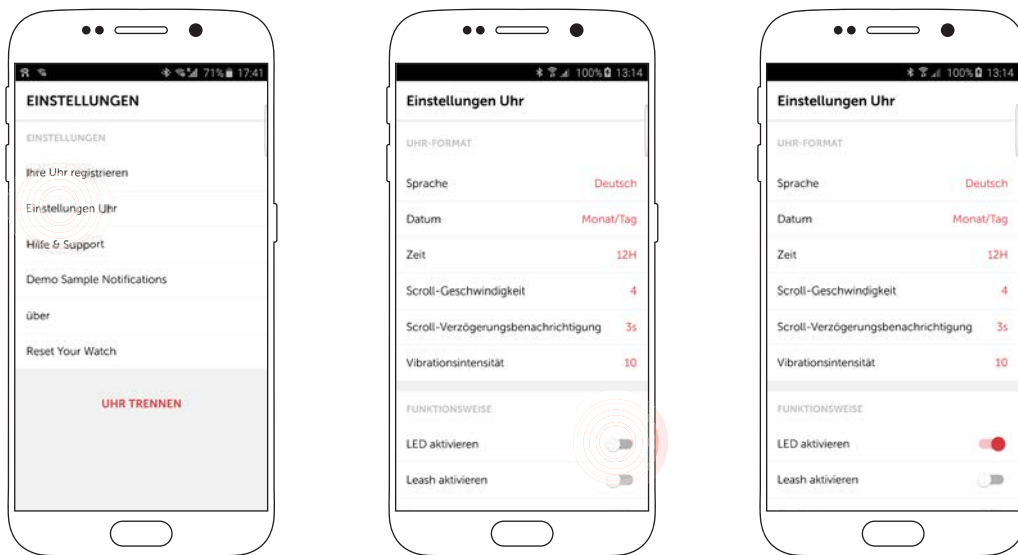 71% 17:41
EINSTELLUNGEN
EINSTELLUNGEN
Ihre Uhr registrieren
Einstellungen Uhr
Hilfe & Support
Demo Sample Notifications
über
Reset Your Watch
UHR TRENNEN
100% 13:14
Einstellungen Uhr
UHR-FORMAT
Sprache Deutsch
Datum Monat/Tag
Zeit 12H
Scroll-Geschwindigkeit 4
Scroll-Verzögerungsbenachrichtigung 3s
Vibrationsintensität 10
FUNKTIONSWEISE
LED aktivieren
Leash aktivieren
100% 13:14
Einstellungen Uhr
UHR-FORMAT
Sprache Deutsch
Datum Monat/Tag
Zeit 12H
Scroll-Geschwindigkeit 4
Scroll-Verzögerungsbenachrichtigung 3s
Vibrationsintensität 10
FUNKTIONSWEISE
LED aktivieren
Leash aktivieren